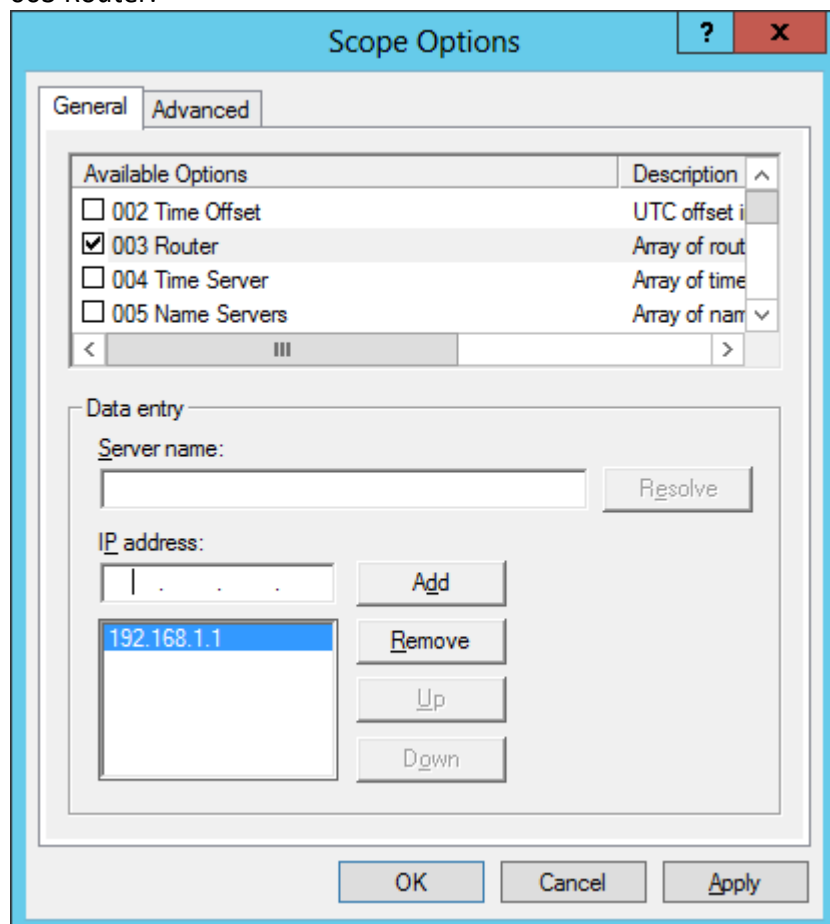 Scope Options
?
x
General
Advanced
Available Options
Description
002 Time Offset
UTC offset i
003 Router
Array of rout
004 Time Server
Array of time
005 Name Servers
Array of nam
Data entry
Server name:
Resolve
IP address:
. . .
Add
192.168.1.1
Remove
Up
Down
OK
Cancel
Apply